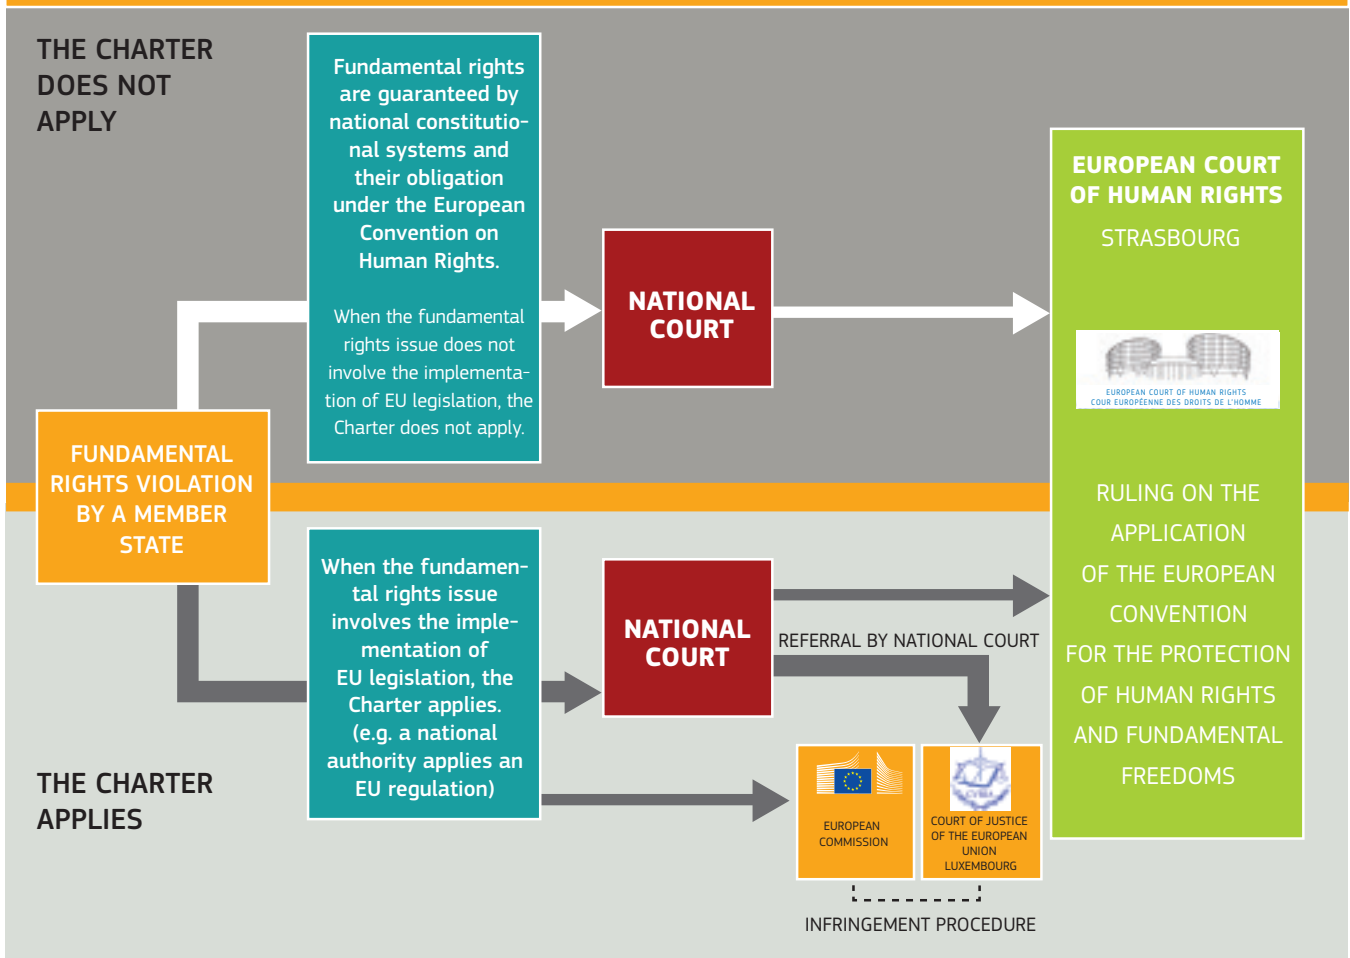 THE CHARTER
DOES NOT
APPLY
Fundamental rights
are guaranteed by
national constitutio-
nal systems and
their obligation
under the European
Convention on
Human Rights.
When the fundamental
rights issue does not
involve the implementa-
tion of EU legislation, the
Charter does not apply.
NATIONAL
COURT
EUROPEAN COURT
OF HUMAN RIGHTS
STRASBOURG
EUROPEAN COURT OF HUMAN RIGHTS
COUR EUROPÉENNE DES DROITS DE L'HOMME
RULING ON THE
APPLICATION
OF THE EUROPEAN
CONVENTION
FOR THE PROTECTION
OF HUMAN RIGHTS
AND FUNDAMENTAL
FREEDOMS
FUNDAMENTAL
RIGHTS VIOLATION
BY A MEMBER
STATE
When the fundamen-
tal rights issue
involves the imple-
mentation of
EU legislation, the
Charter applies.
(e.g. a national
authority applies an
EU regulation)
NATIONAL
COURT
REFERRAL BY NATIONAL COURT
THE CHARTER
APPLIES
EUROPEAN
COMMISSION
CVRIA
COURT OF JUSTICE
OF THE EUROPEAN
UNION
LUXEMBOURG
INFRINGEMENT PROCEDURE